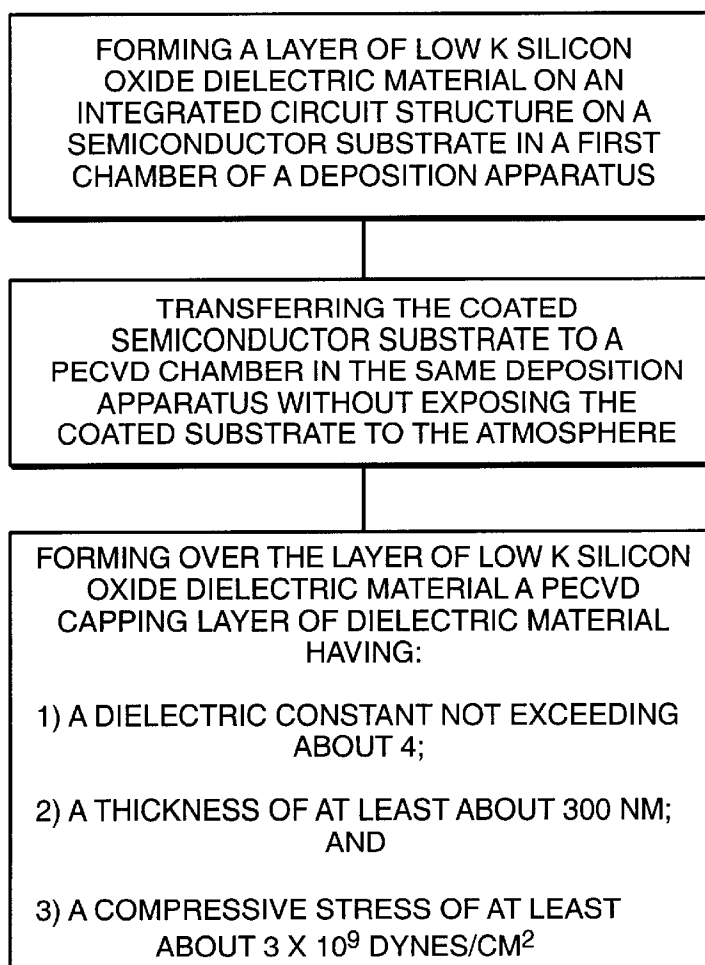 FORMING A LAYER OF LOW K SILICON
OXIDE DIELECTRIC MATERIAL ON AN
INTEGRATED CIRCUIT STRUCTURE ON A
SEMICONDUCTOR SUBSTRATE IN A FIRST
CHAMBER OF A DEPOSITION APPARATUS
TRANSFERRING THE COATED
SEMICONDUCTOR SUBSTRATE TO A
PECVD CHAMBER IN THE SAME DEPOSITION
APPARATUS WITHOUT EXPOSING THE
COATED SUBSTRATE TO THE ATMOSPHERE
FORMING OVER THE LAYER OF LOW K SILICON
OXIDE DIELECTRIC MATERIAL A PECVD
CAPPING LAYER OF DIELECTRIC MATERIAL
HAVING:
1) A DIELECTRIC CONSTANT NOT EXCEEDING
ABOUT 4;
2) A THICKNESS OF AT LEAST ABOUT 300 NM;
AND
3) A COMPRESSIVE STRESS OF AT LEAST
ABOUT 3 X 10⁹ DYNES/CM²